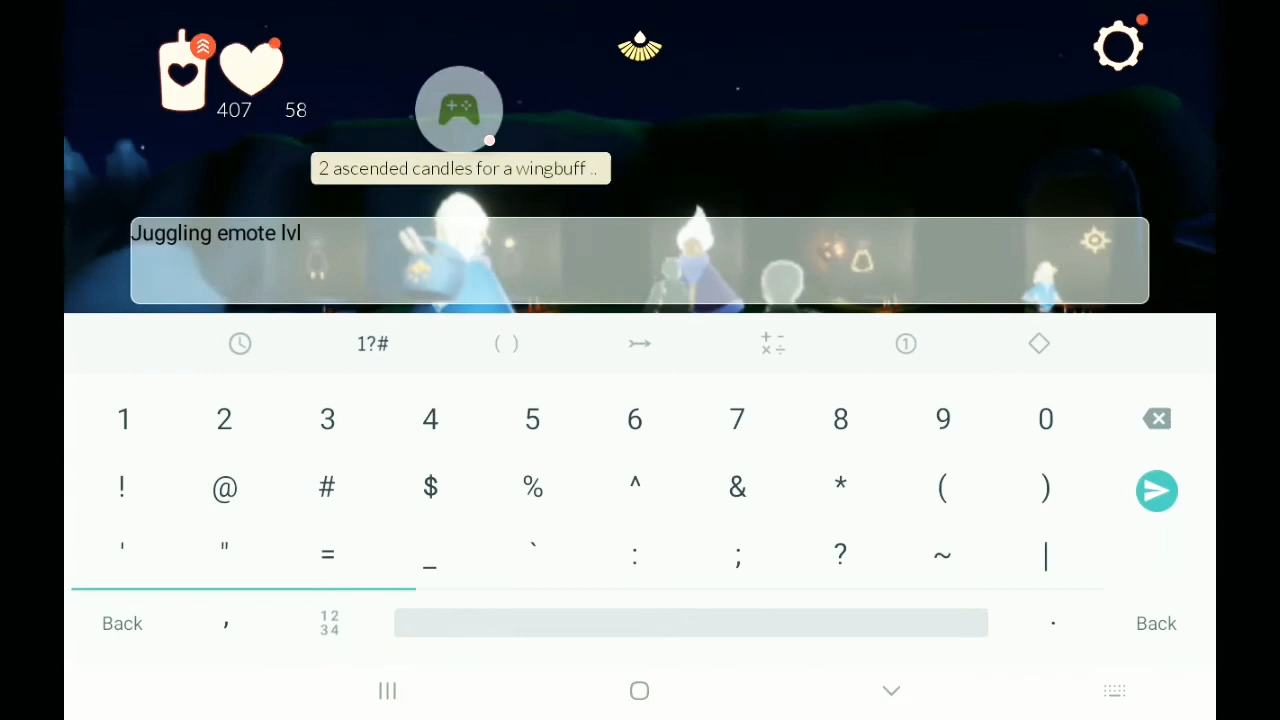 407 58
2 ascended candles for a wingbuff ..
Juggling emote lvl
1?# ( )
1 2 3 4 5 6 7 8 9 0
! @ # $ % ^ & * ( )
' " = _ ` : ; ? ~ |
Back , 12 34 . Back